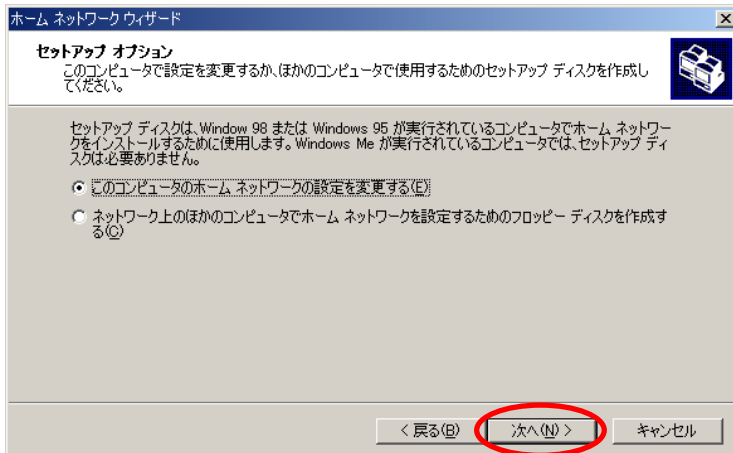 ホーム ネットワーク ウィザード
セットアップ オプション
このコンピュータで設定を変更するか、ほかのコンピュータで使用するためのセットアップ ディスクを作成し
てください。
セットアップ ディスクは、Window 98 または Windows 95 が実行されているコンピュータでホーム ネットワー
クをインストールするために使用します。Windows Me が実行されているコンピュータでは、セットアップ ディ
スクは必要ありません。
このコンピュータのホーム ネットワークの設定を変更する(E)
ネットワーク上のほかのコンピュータでホーム ネットワークを設定するためのフロッピー ディスクを作成す
る(C)
< 戻る(B) 次へ(N) > キャンセル